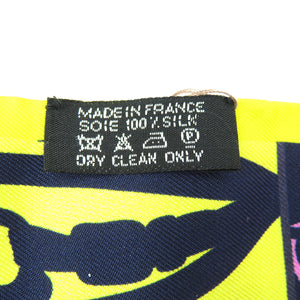 MADE IN FRANCE
SOIE 100% SILK
P
DRY CLEAN ONLY